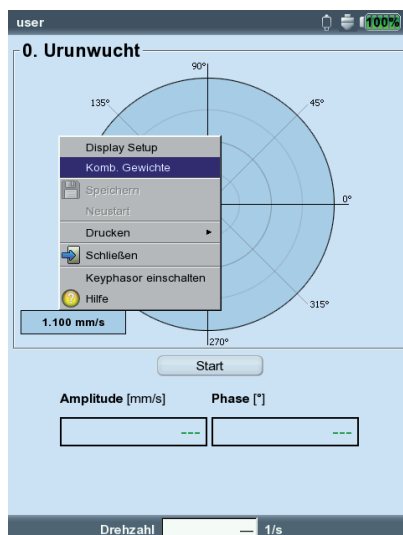 user 100%
0. Urunwucht
90°
135° 45°
Display Setup
Komb. Gewichte
Speichern
Neustart
0°
Drucken
Schließen
Keyphasor einschalten
Hilfe
315°
1.100 mm/s
270°
Start
Amplitude [mm/s] Phase [°]
--- ---
Drehzahl — 1/s